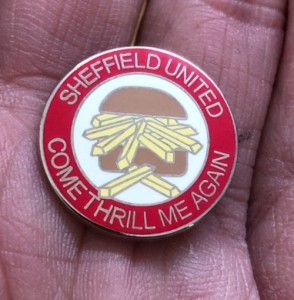 SHEFFIELD UNITED
COME THRILL ME AGAIN